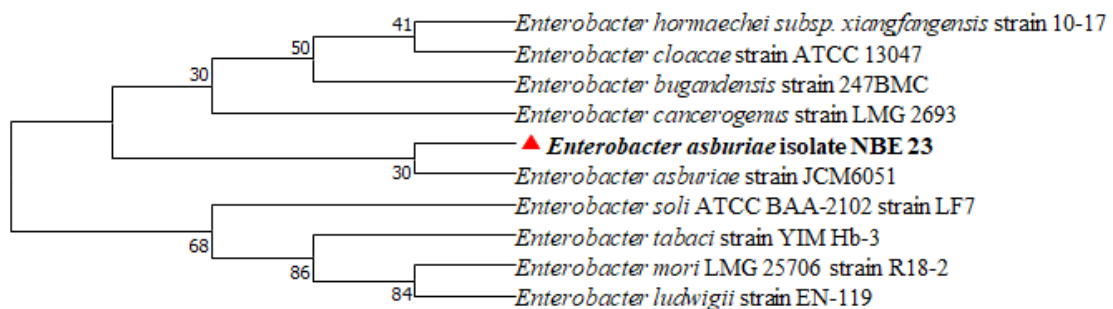 41
Enterobacter hormaechei subsp. xiangfangensis strain 10-17
50
Enterobacter cloacae strain ATCC 13047
30
Enterobacter bugandensis strain 247BMC
Enterobacter cancerogenus strain LMG 2693
Enterobacter asburiae isolate NBE 23
30
Enterobacter asburiae strain JCM6051
Enterobacter soli ATCC BAA-2102 strain LF7
68
Enterobacter tabaci strain YIM Hb-3
86
Enterobacter mori LMG 25706 strain R18-2
84
Enterobacter ludwigii strain EN-119